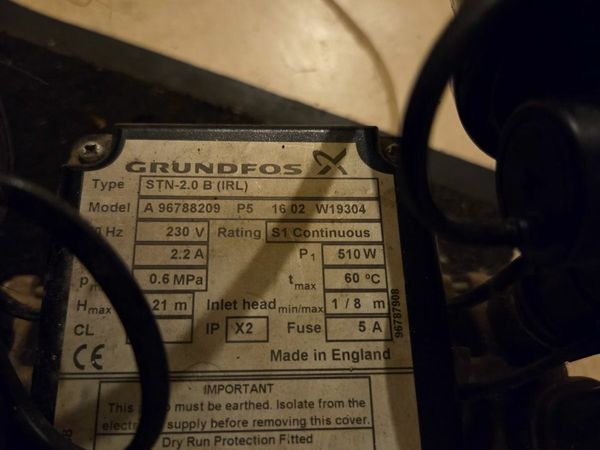 GRUNDFOS
Type STN-2.0 B (IRL)
Model A 96788209 P5 16 02 W19304
Hz 230 V Rating S1 Continuous
2.2 A P1 510 W
0.6 MPa tmax 60 ºC
Hmax 21 m Inlet head min/max 1 / 8 m
CL IP X2 Fuse 5 A
96787908
CE Made in England
IMPORTANT
This must be earthed. Isolate from the
supply before removing this cover.
Dry Run Protection Fitted